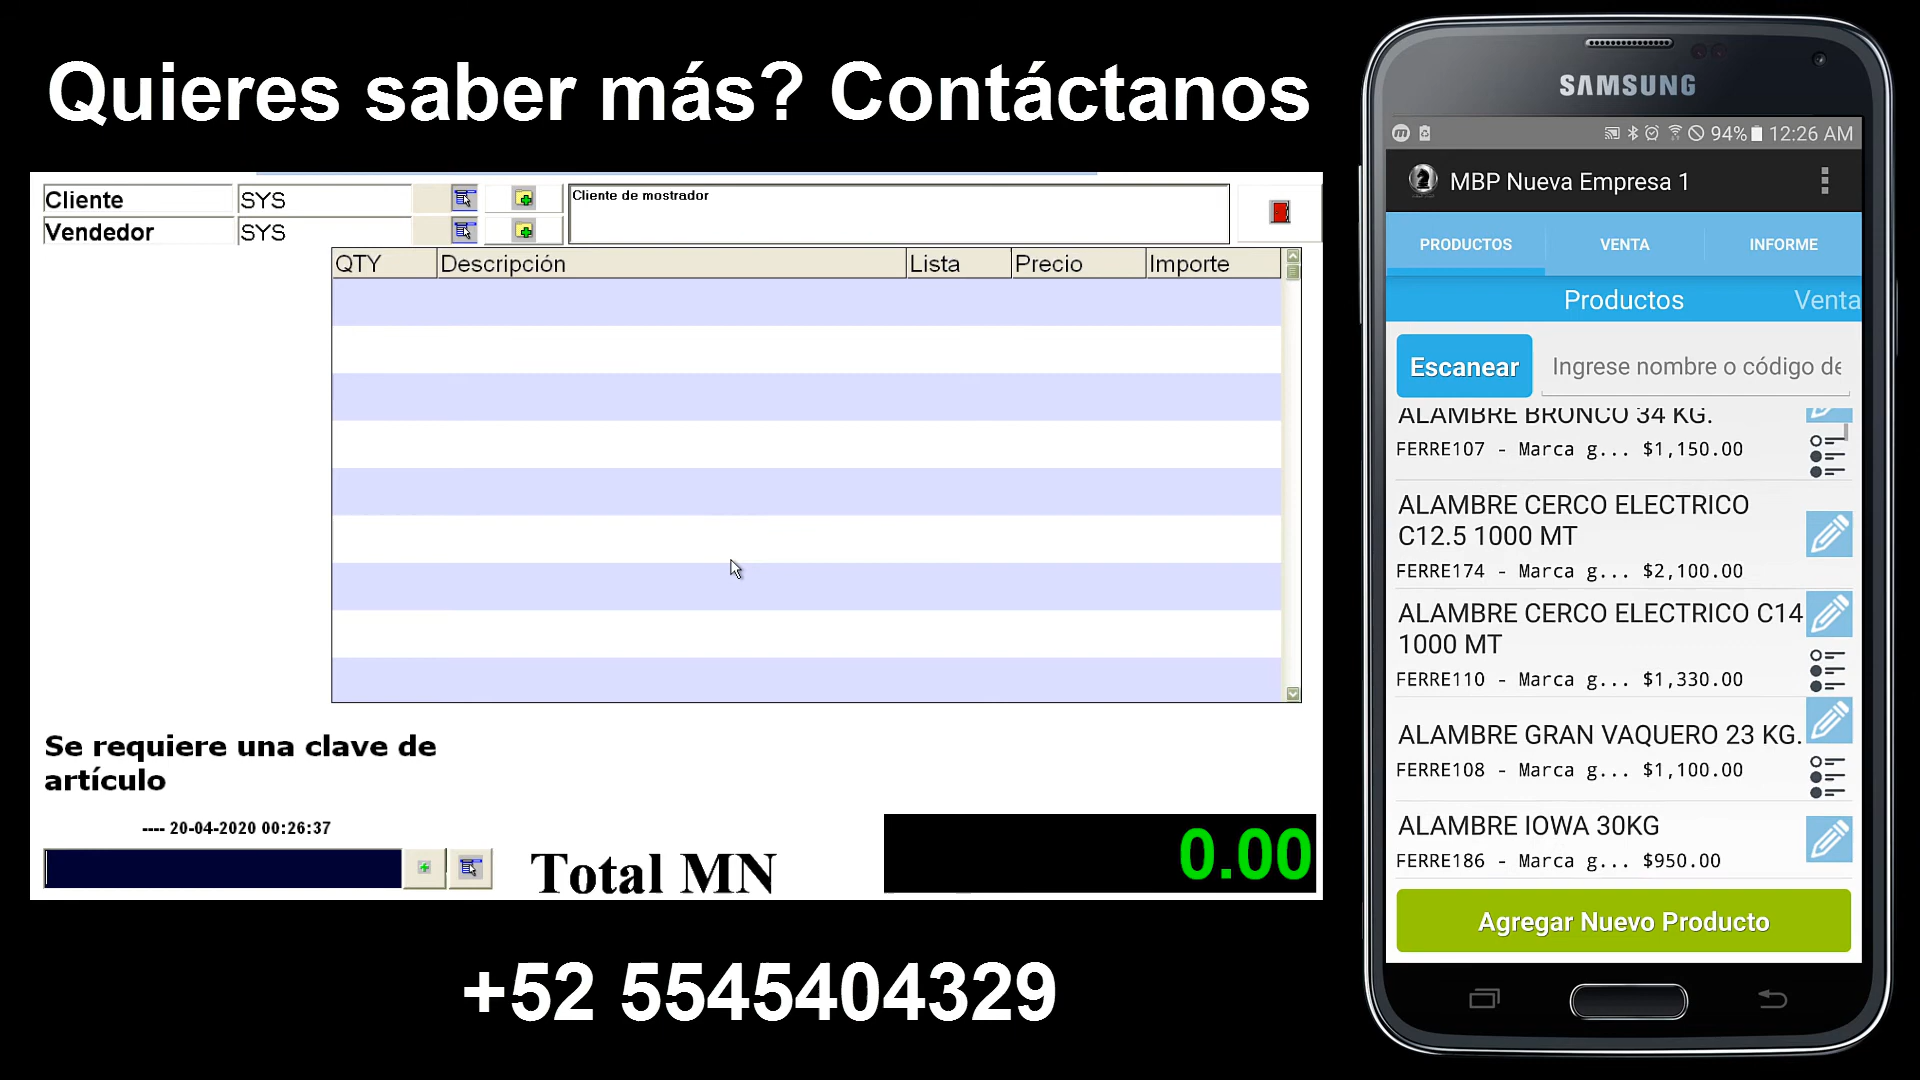 Quieres saber más? Contáctanos
Cliente SYS Cliente de mostrador
Vendedor SYS
QTY Descripción Lista Precio Importe
Se requiere una clave de
artículo
---- 20-04-2020 00:26:37
Total MN 0.00
+52 5545404329
SAMSUNG
94% 12:26 AM
MBP Nueva Empresa 1
PRODUCTOS VENTA INFORME
Productos Venta
Escanear Ingrese nombre o código de
ALAMBRE BRONCO 34 KG.
FERRE107 - Marca g... $1,150.00
ALAMBRE CERCO ELECTRICO
C12.5 1000 MT
FERRE174 - Marca g... $2,100.00
ALAMBRE CERCO ELECTRICO C14
1000 MT
FERRE110 - Marca g... $1,330.00
ALAMBRE GRAN VAQUERO 23 KG.
FERRE108 - Marca g... $1,100.00
ALAMBRE IOWA 30KG
FERRE186 - Marca g... $950.00
Agregar Nuevo Producto